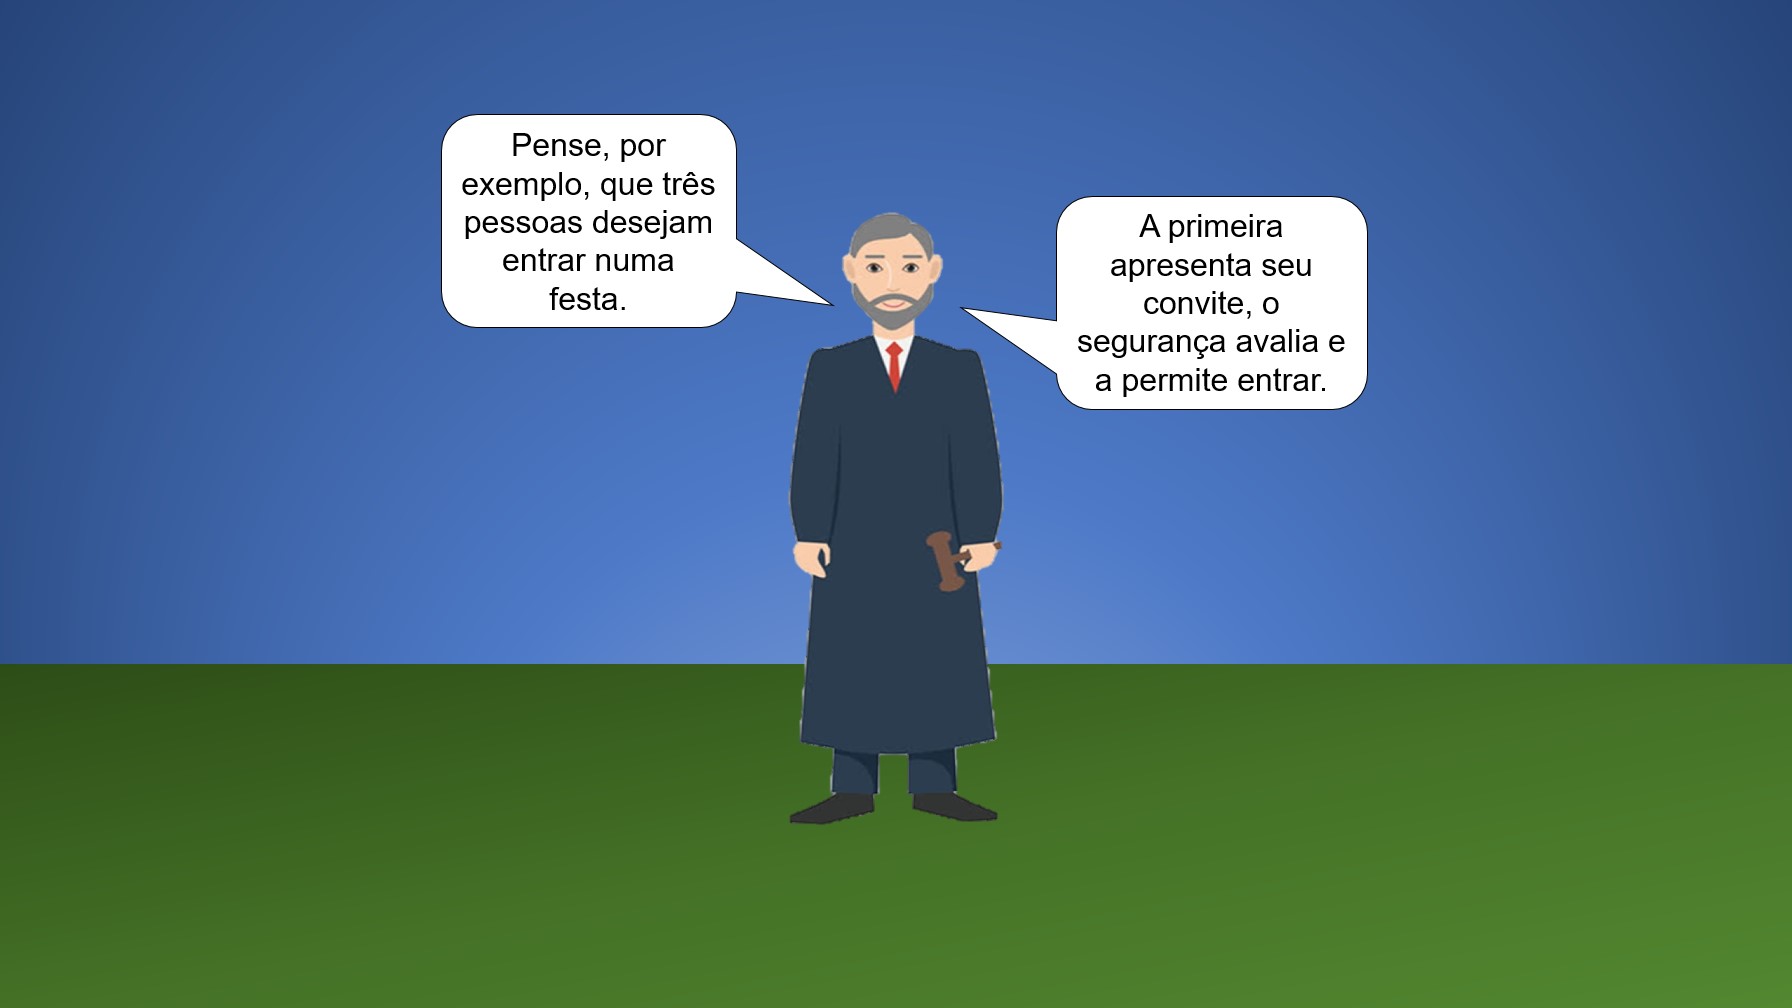 Pense, por
exemplo, que três
pessoas desejam
entrar numa
festa.
A primeira
apresenta seu
convite, o
segurança avalia e
a permite entrar.